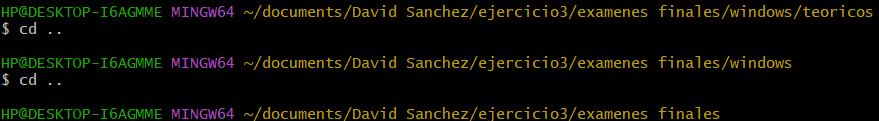 HP@DESKTOP-I6AGMME MINGW64 ~/documents/David Sanchez/ejercicio3/examenes finales/windows/teoricos
$ cd ..
HP@DESKTOP-I6AGMME MINGW64 ~/documents/David Sanchez/ejercicio3/examenes finales/windows
$ cd ..
HP@DESKTOP-I6AGMME MINGW64 ~/documents/David Sanchez/ejercicio3/examenes finales